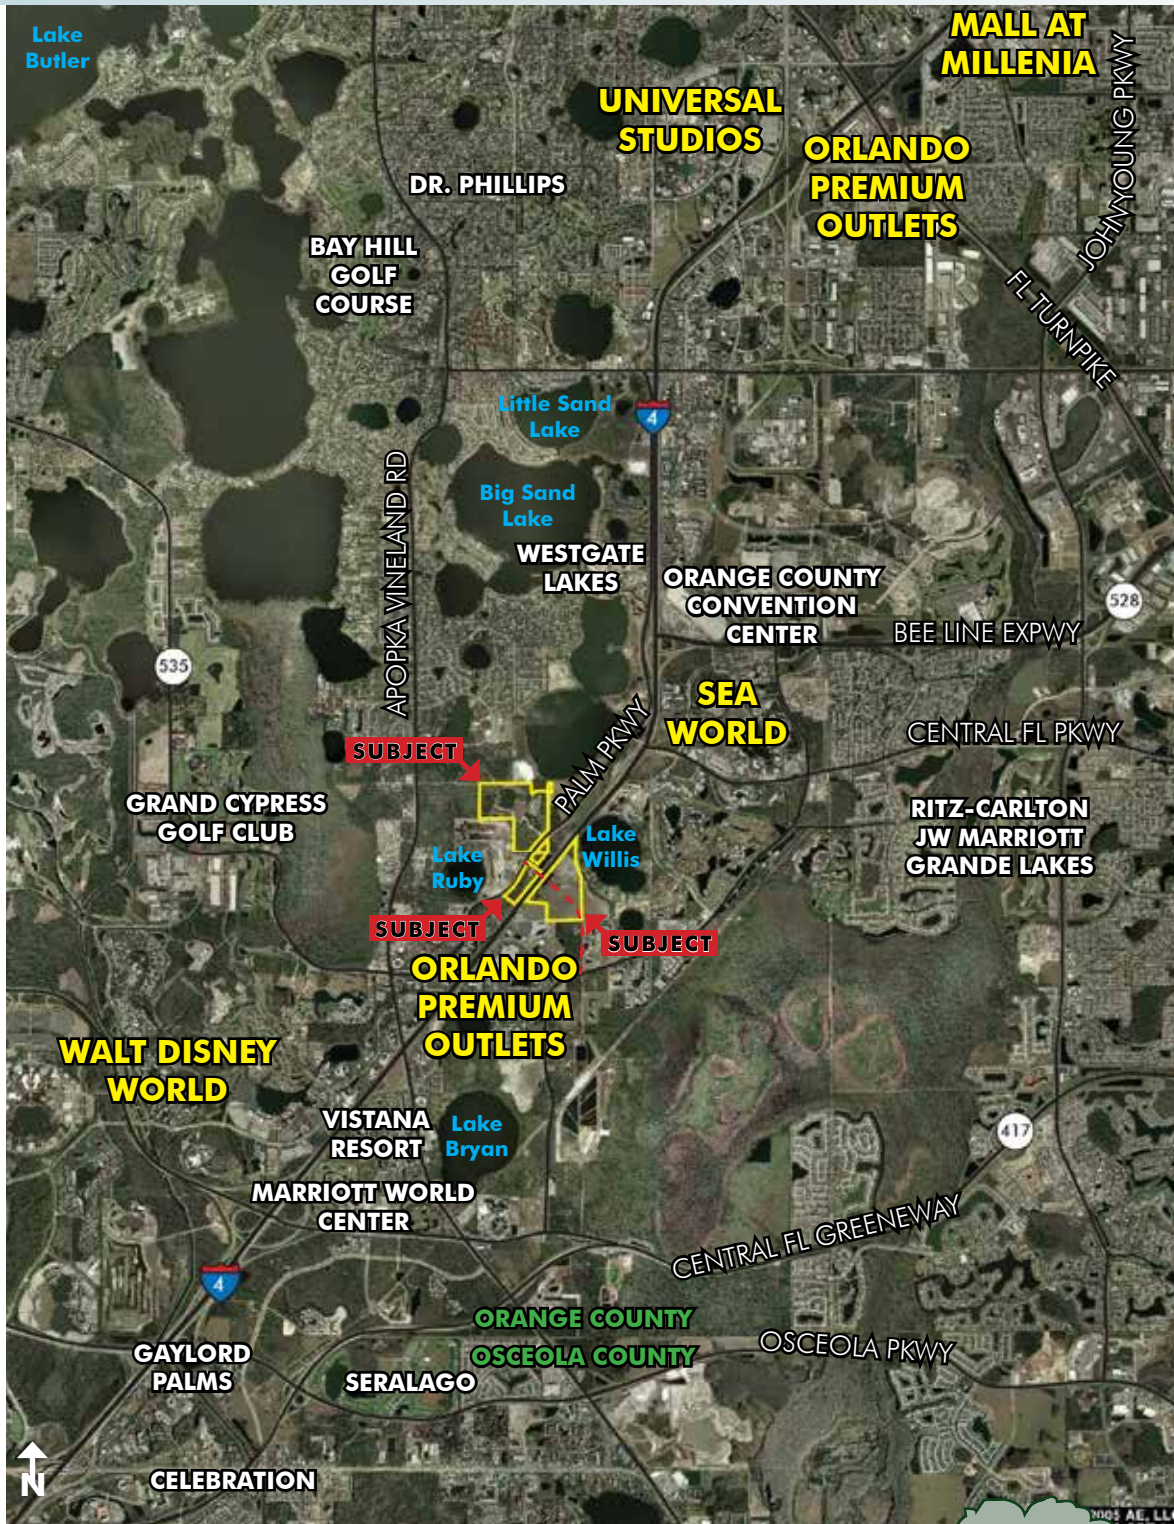 Lake
Butler
MALL AT
MILLENIA
JOHN YOUNG PKWY
UNIVERSAL
STUDIOS
ORLANDO
PREMIUM
OUTLETS
DR. PHILLIPS
BAY HILL
GOLF
COURSE
FL TURNPIKE
Little Sand
Lake
4
Big Sand
Lake
APOPKA VINELAND RD
WESTGATE
LAKES
ORANGE COUNTY
CONVENTION
CENTER
528
BEE LINE EXPWY
535
SEA
WORLD
CENTRAL FL PKWY
PALM PKWY
SUBJECT
GRAND CYPRESS
GOLF CLUB
RITZ-CARLTON
JW MARRIOTT
GRANDE LAKES
Lake
Willis
Lake
Ruby
SUBJECT
SUBJECT
ORLANDO
PREMIUM
OUTLETS
WALT DISNEY
WORLD
VISTANA
RESORT
Lake
Bryan
417
MARRIOTT WORLD
CENTER
CENTRAL FL GREENEWAY
4
ORANGE COUNTY
OSCEOLA COUNTY
OSCEOLA PKWY
GAYLORD
PALMS
SERALAGO
N
CELEBRATION
2005 AE, LL